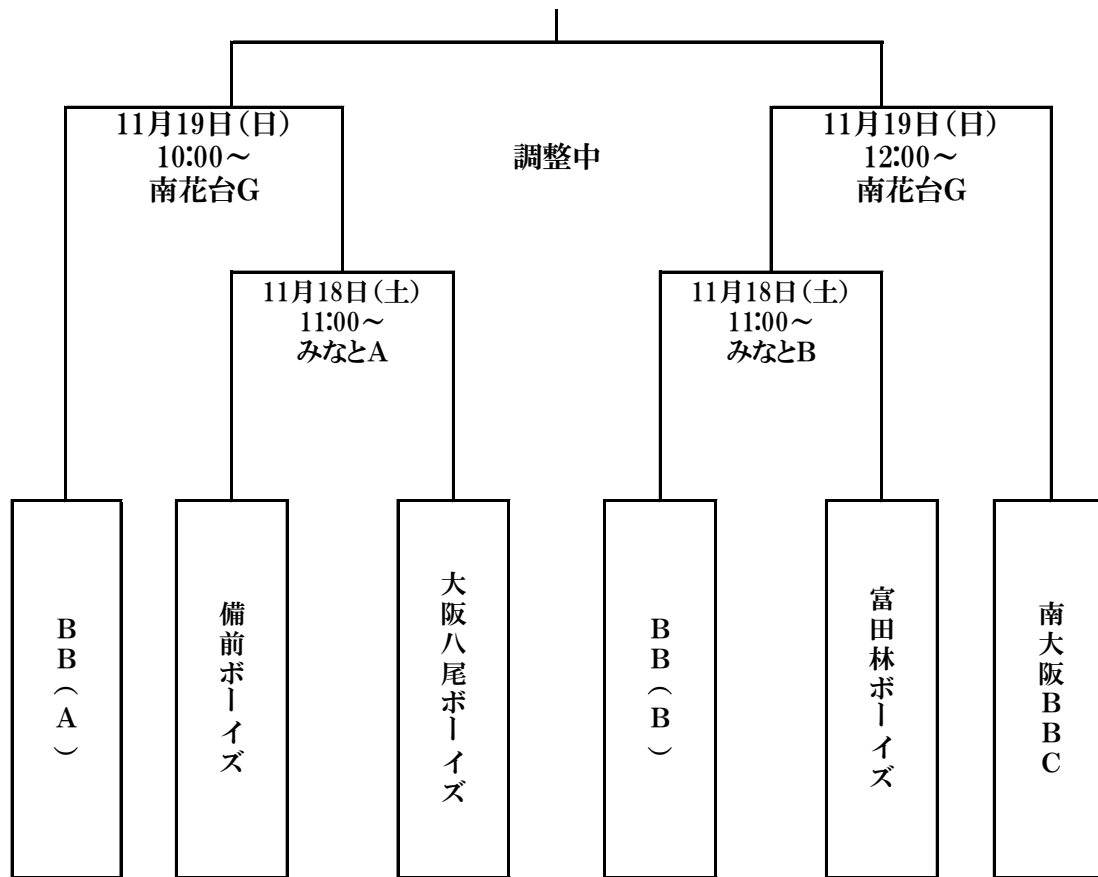 11月19日(日)
10:00~
南花台G
調整中
11月19日(日)
12:00~
南花台G
11月18日(土)
11:00~
みなとA
11月18日(土)
11:00~
みなとB
BB(A)
備前ボーイズ
大阪八尾ボーイズ
BB(B)
富田林ボーイズ
南大阪BBC